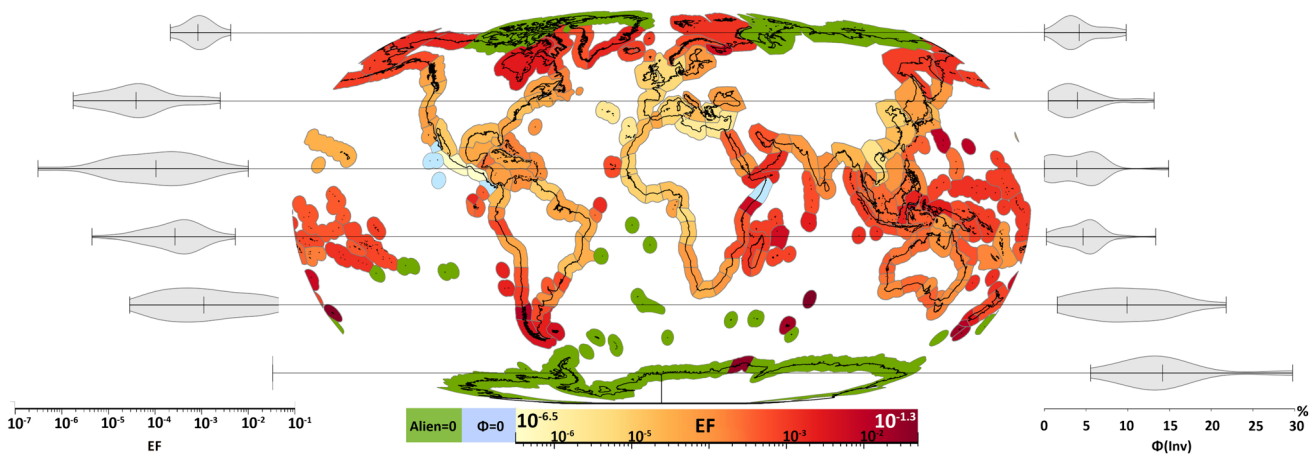 10⁻⁷ 10⁻⁶ 10⁻⁵ 10⁻⁴ 10⁻³ 10⁻² 10⁻¹
EF
Alien=0 Φ=0 10⁻⁶·⁵ EF 10⁻¹·³
10⁻⁶ 10⁻⁵ 10⁻³ 10⁻²
%
0 5 10 15 20 25 30
Φ(Inv)